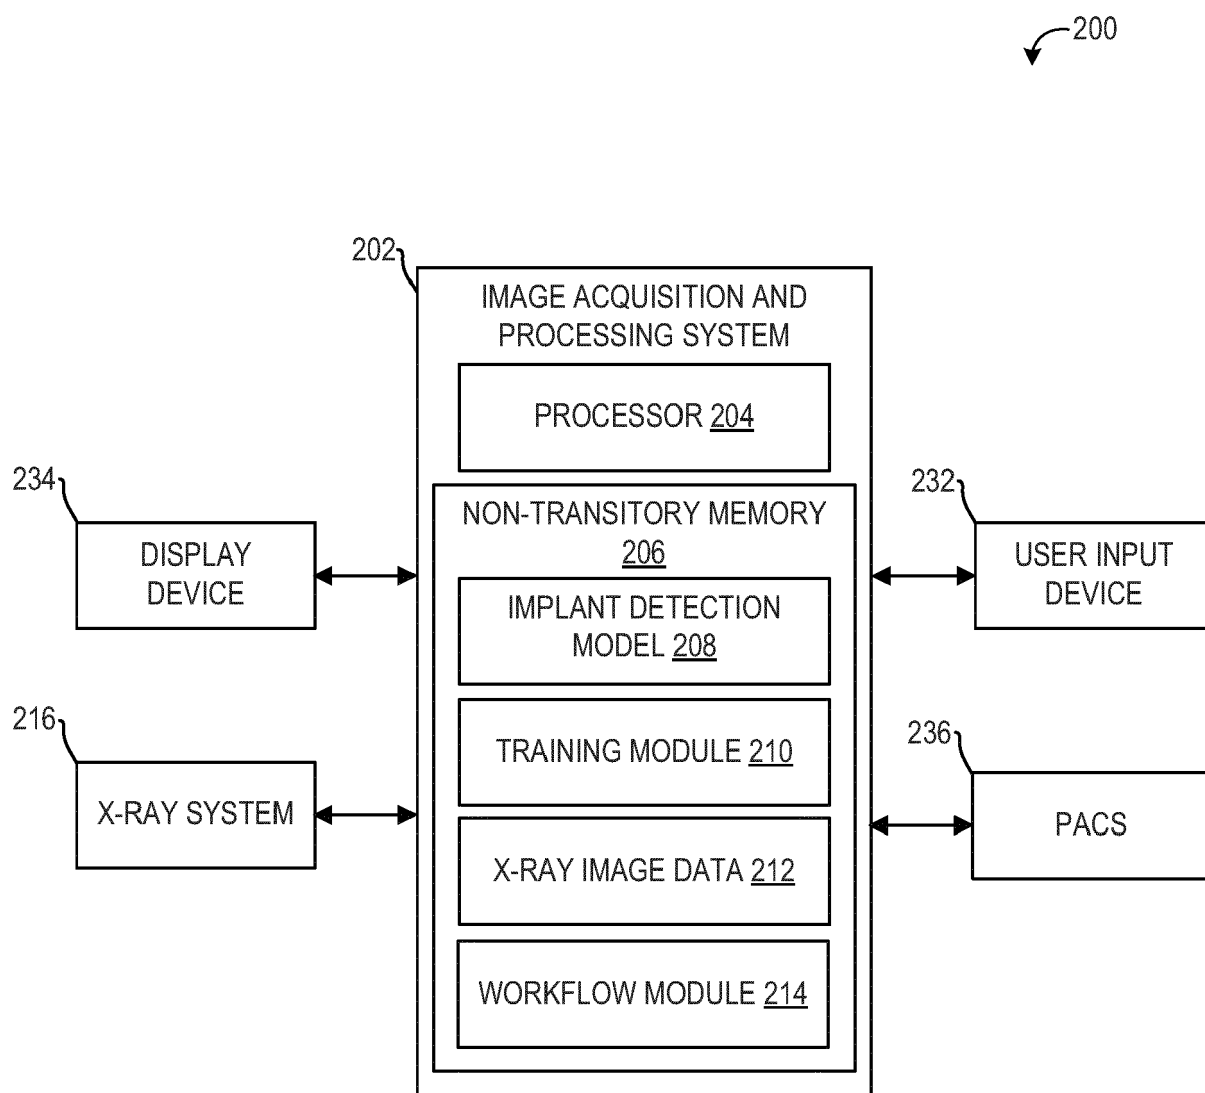 200
202
IMAGE ACQUISITION AND
PROCESSING SYSTEM
PROCESSOR 204
234
DISPLAY
DEVICE
232
USER INPUT
DEVICE
NON-TRANSITORY MEMORY
206
IMPLANT DETECTION
MODEL 208
216
X-RAY SYSTEM
TRAINING MODULE 210
236
PACS
X-RAY IMAGE DATA 212
WORKFLOW MODULE 214